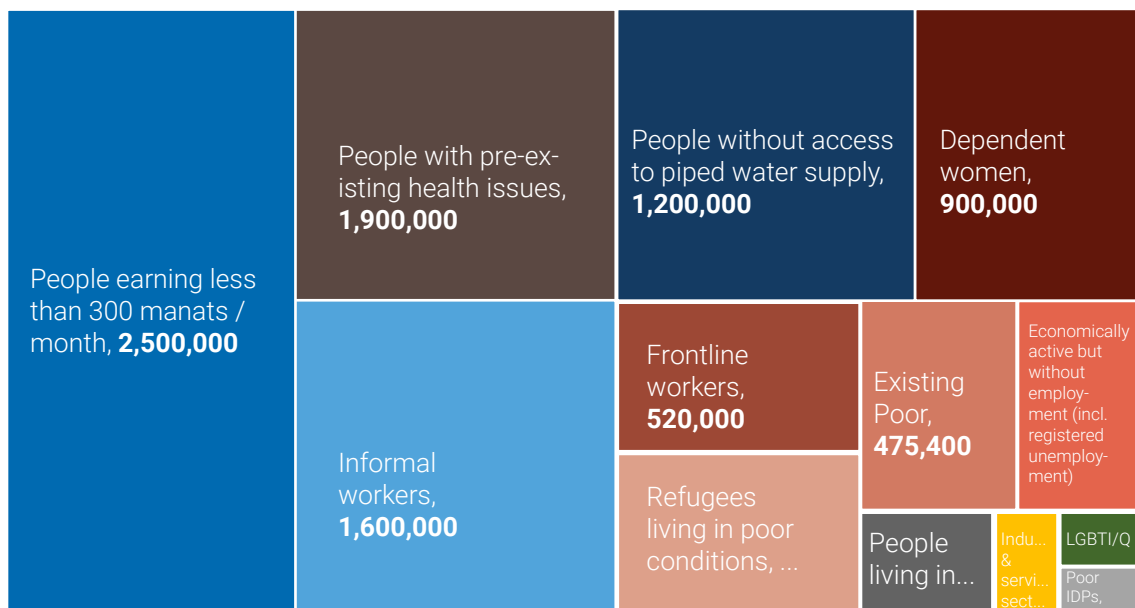 People earning less
than 300 manats /
month, 2,500,000
People with pre-ex-
isting health issues,
1,900,000
Informal
workers,
1,600,000
People without access
to piped water supply,
1,200,000
Dependent
women,
900,000
Frontline
workers,
520,000
Refugees
living in poor
conditions, ...
Existing
Poor,
475,400
Economically
active but
without
employ-
ment (incl.
registered
unemploy-
ment)
People
living in...
Indu...
&
servi...
sect...
LGBTI/Q
Poor
IDPs,